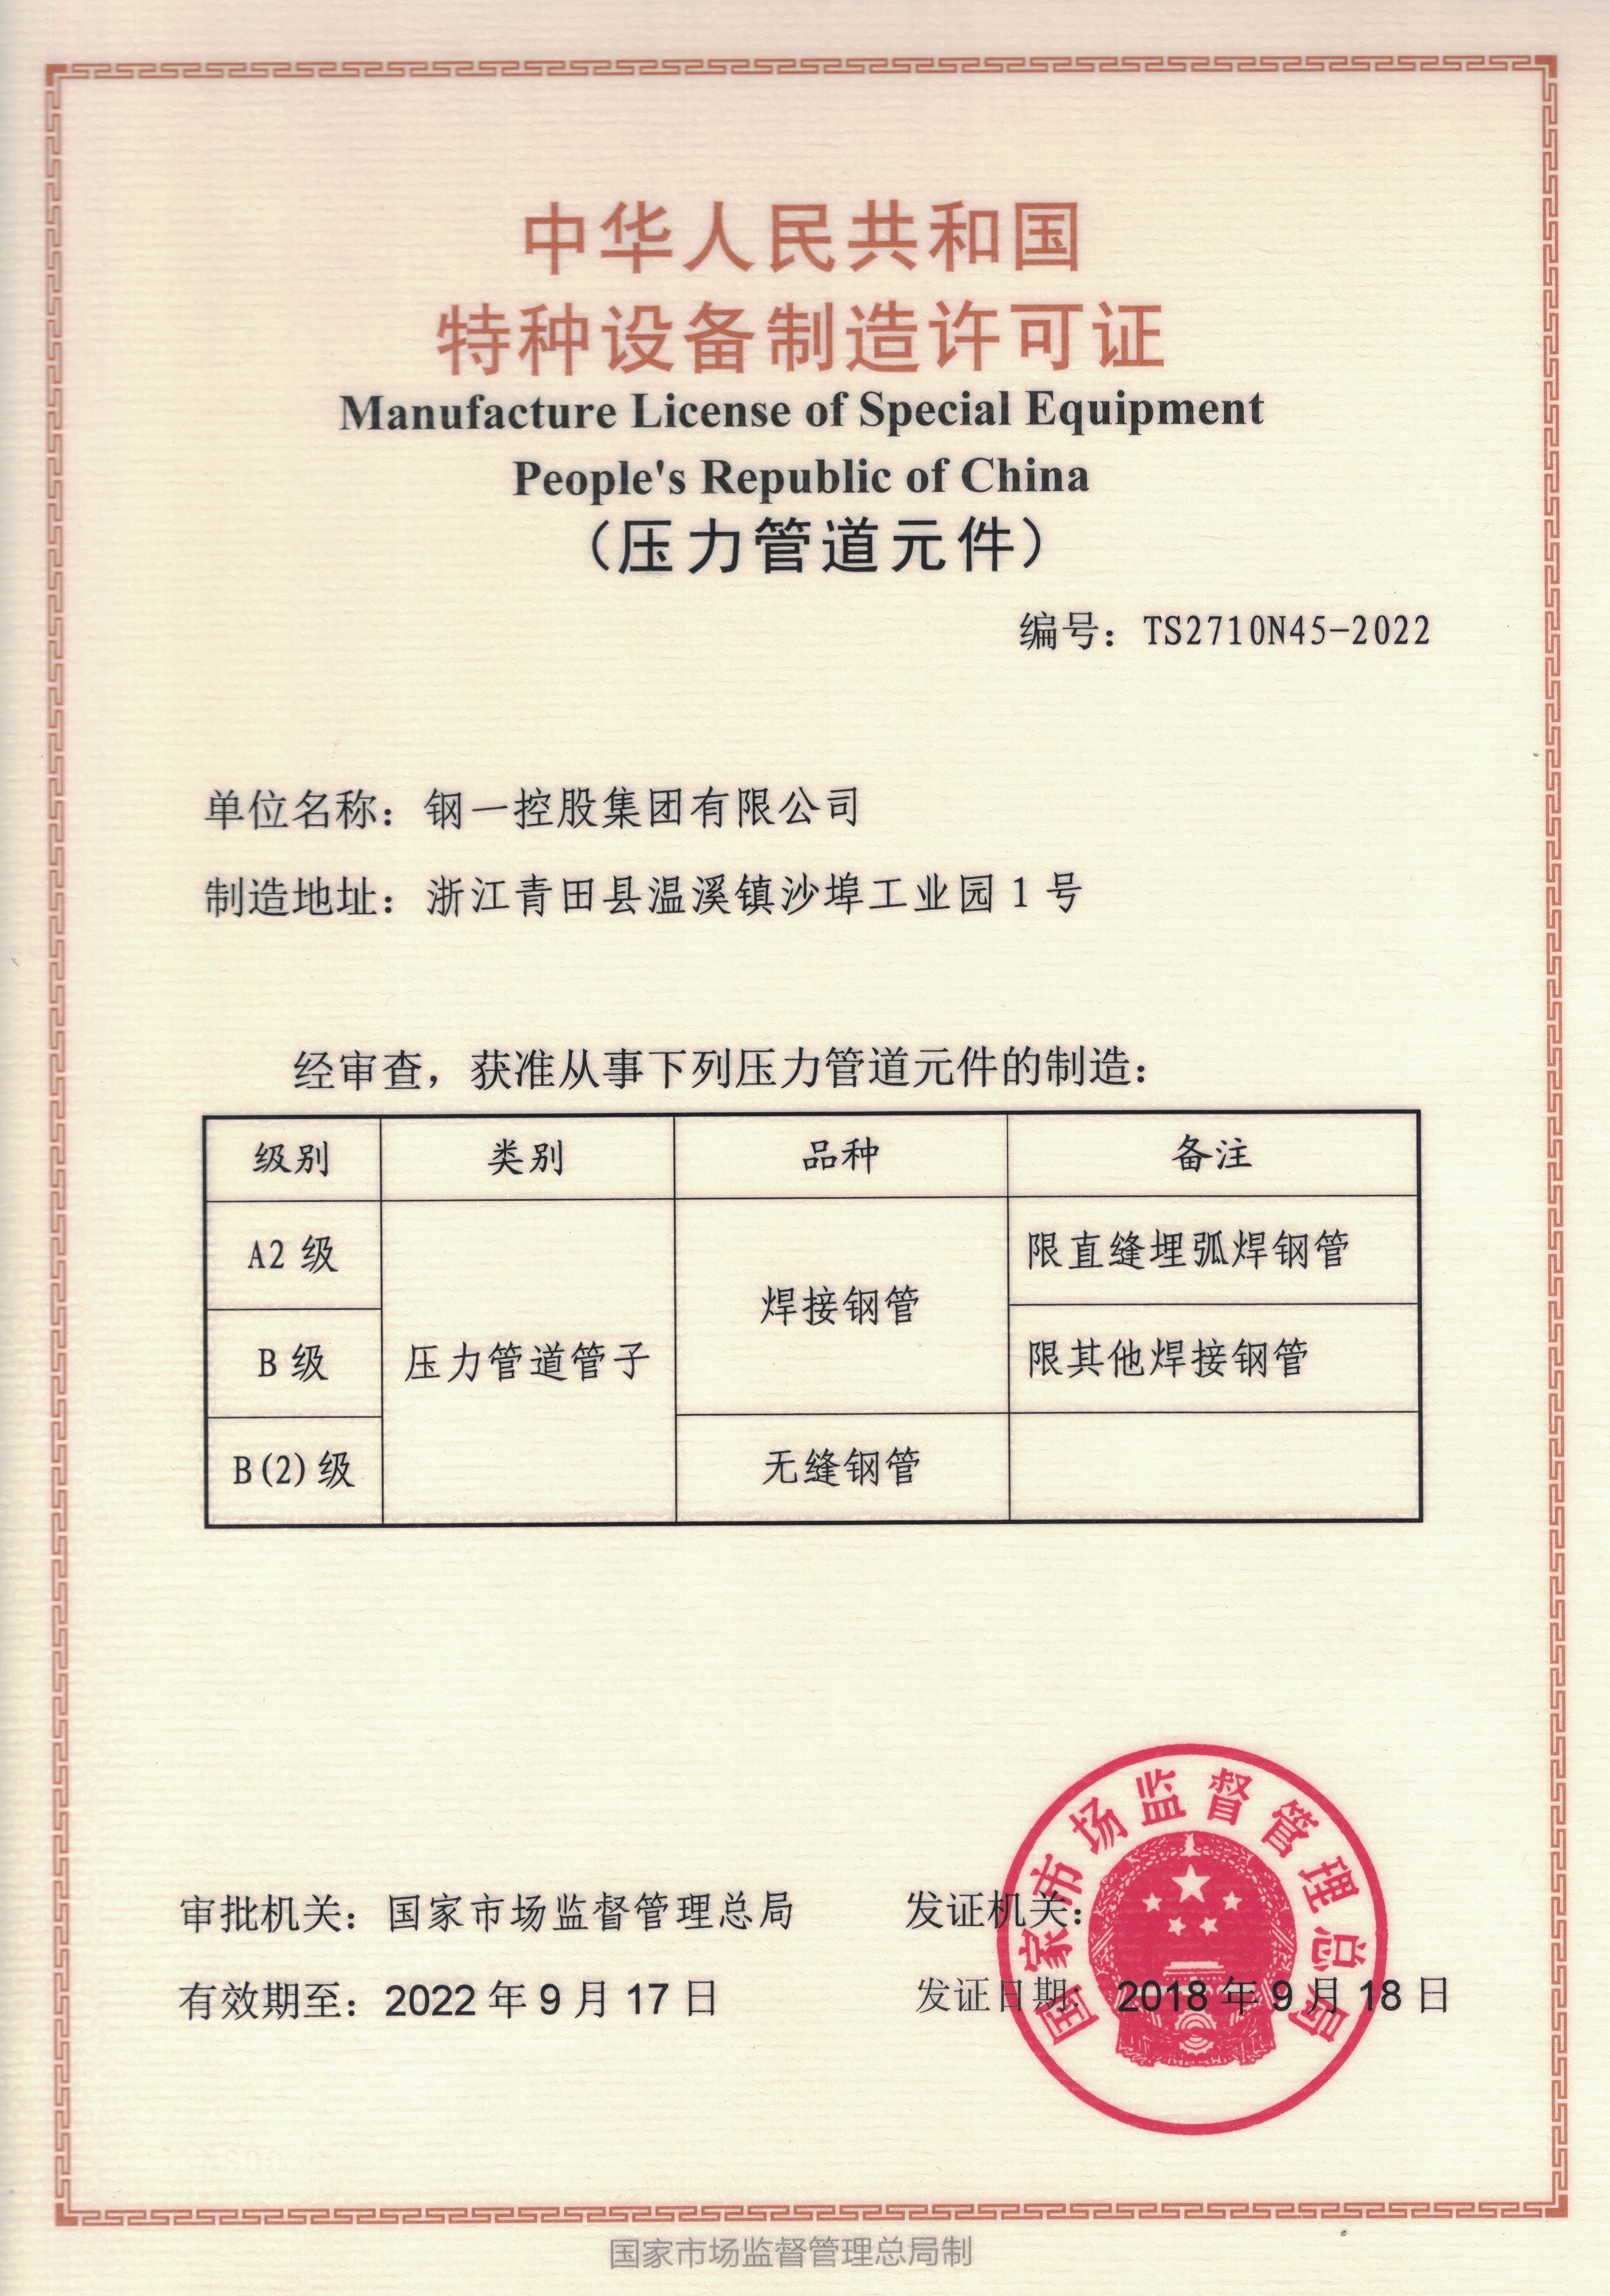 中华人民共和国
特种设备制造许可证
Manufacture License of Special Equipment
People's Republic of China
（压力管道元件）
编号：TS2710N45-2022
单位名称：钢一控股集团有限公司
制造地址：浙江青田县温溪镇沙埠工业园1号
经审查，获准从事下列压力管道元件的制造：
级别 类别 品种 备注
A2级 限直缝埋弧焊钢管
焊接钢管
B级 压力管道管子 限其他焊接钢管
B(2)级 无缝钢管
国家市场监督管理总局
审批机关：国家市场监督管理总局 发证机关：
有效期至：2022年9月17日 发证日期：2018年9月18日
国家市场监督管理总局制